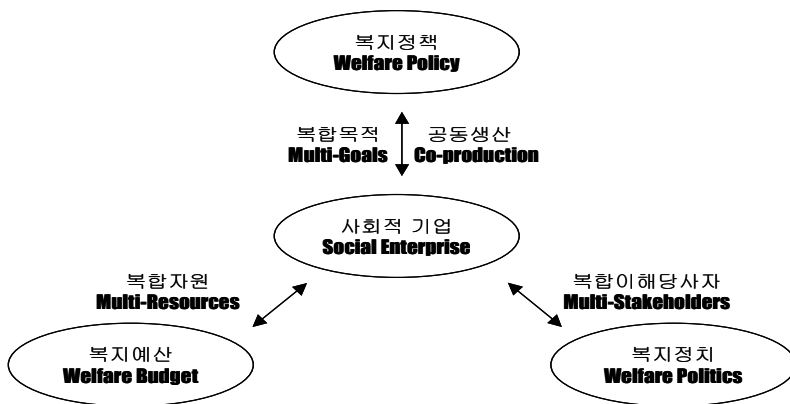 복지정책
Welfare Policy
복합목적
Multi-Goals
공동생산
Co-production
사회적 기업
Social Enterprise
복합자원
Multi-Resources
복합이해당사자
Multi-Stakeholders
복지예산
Welfare Budget
복지정치
Welfare Politics